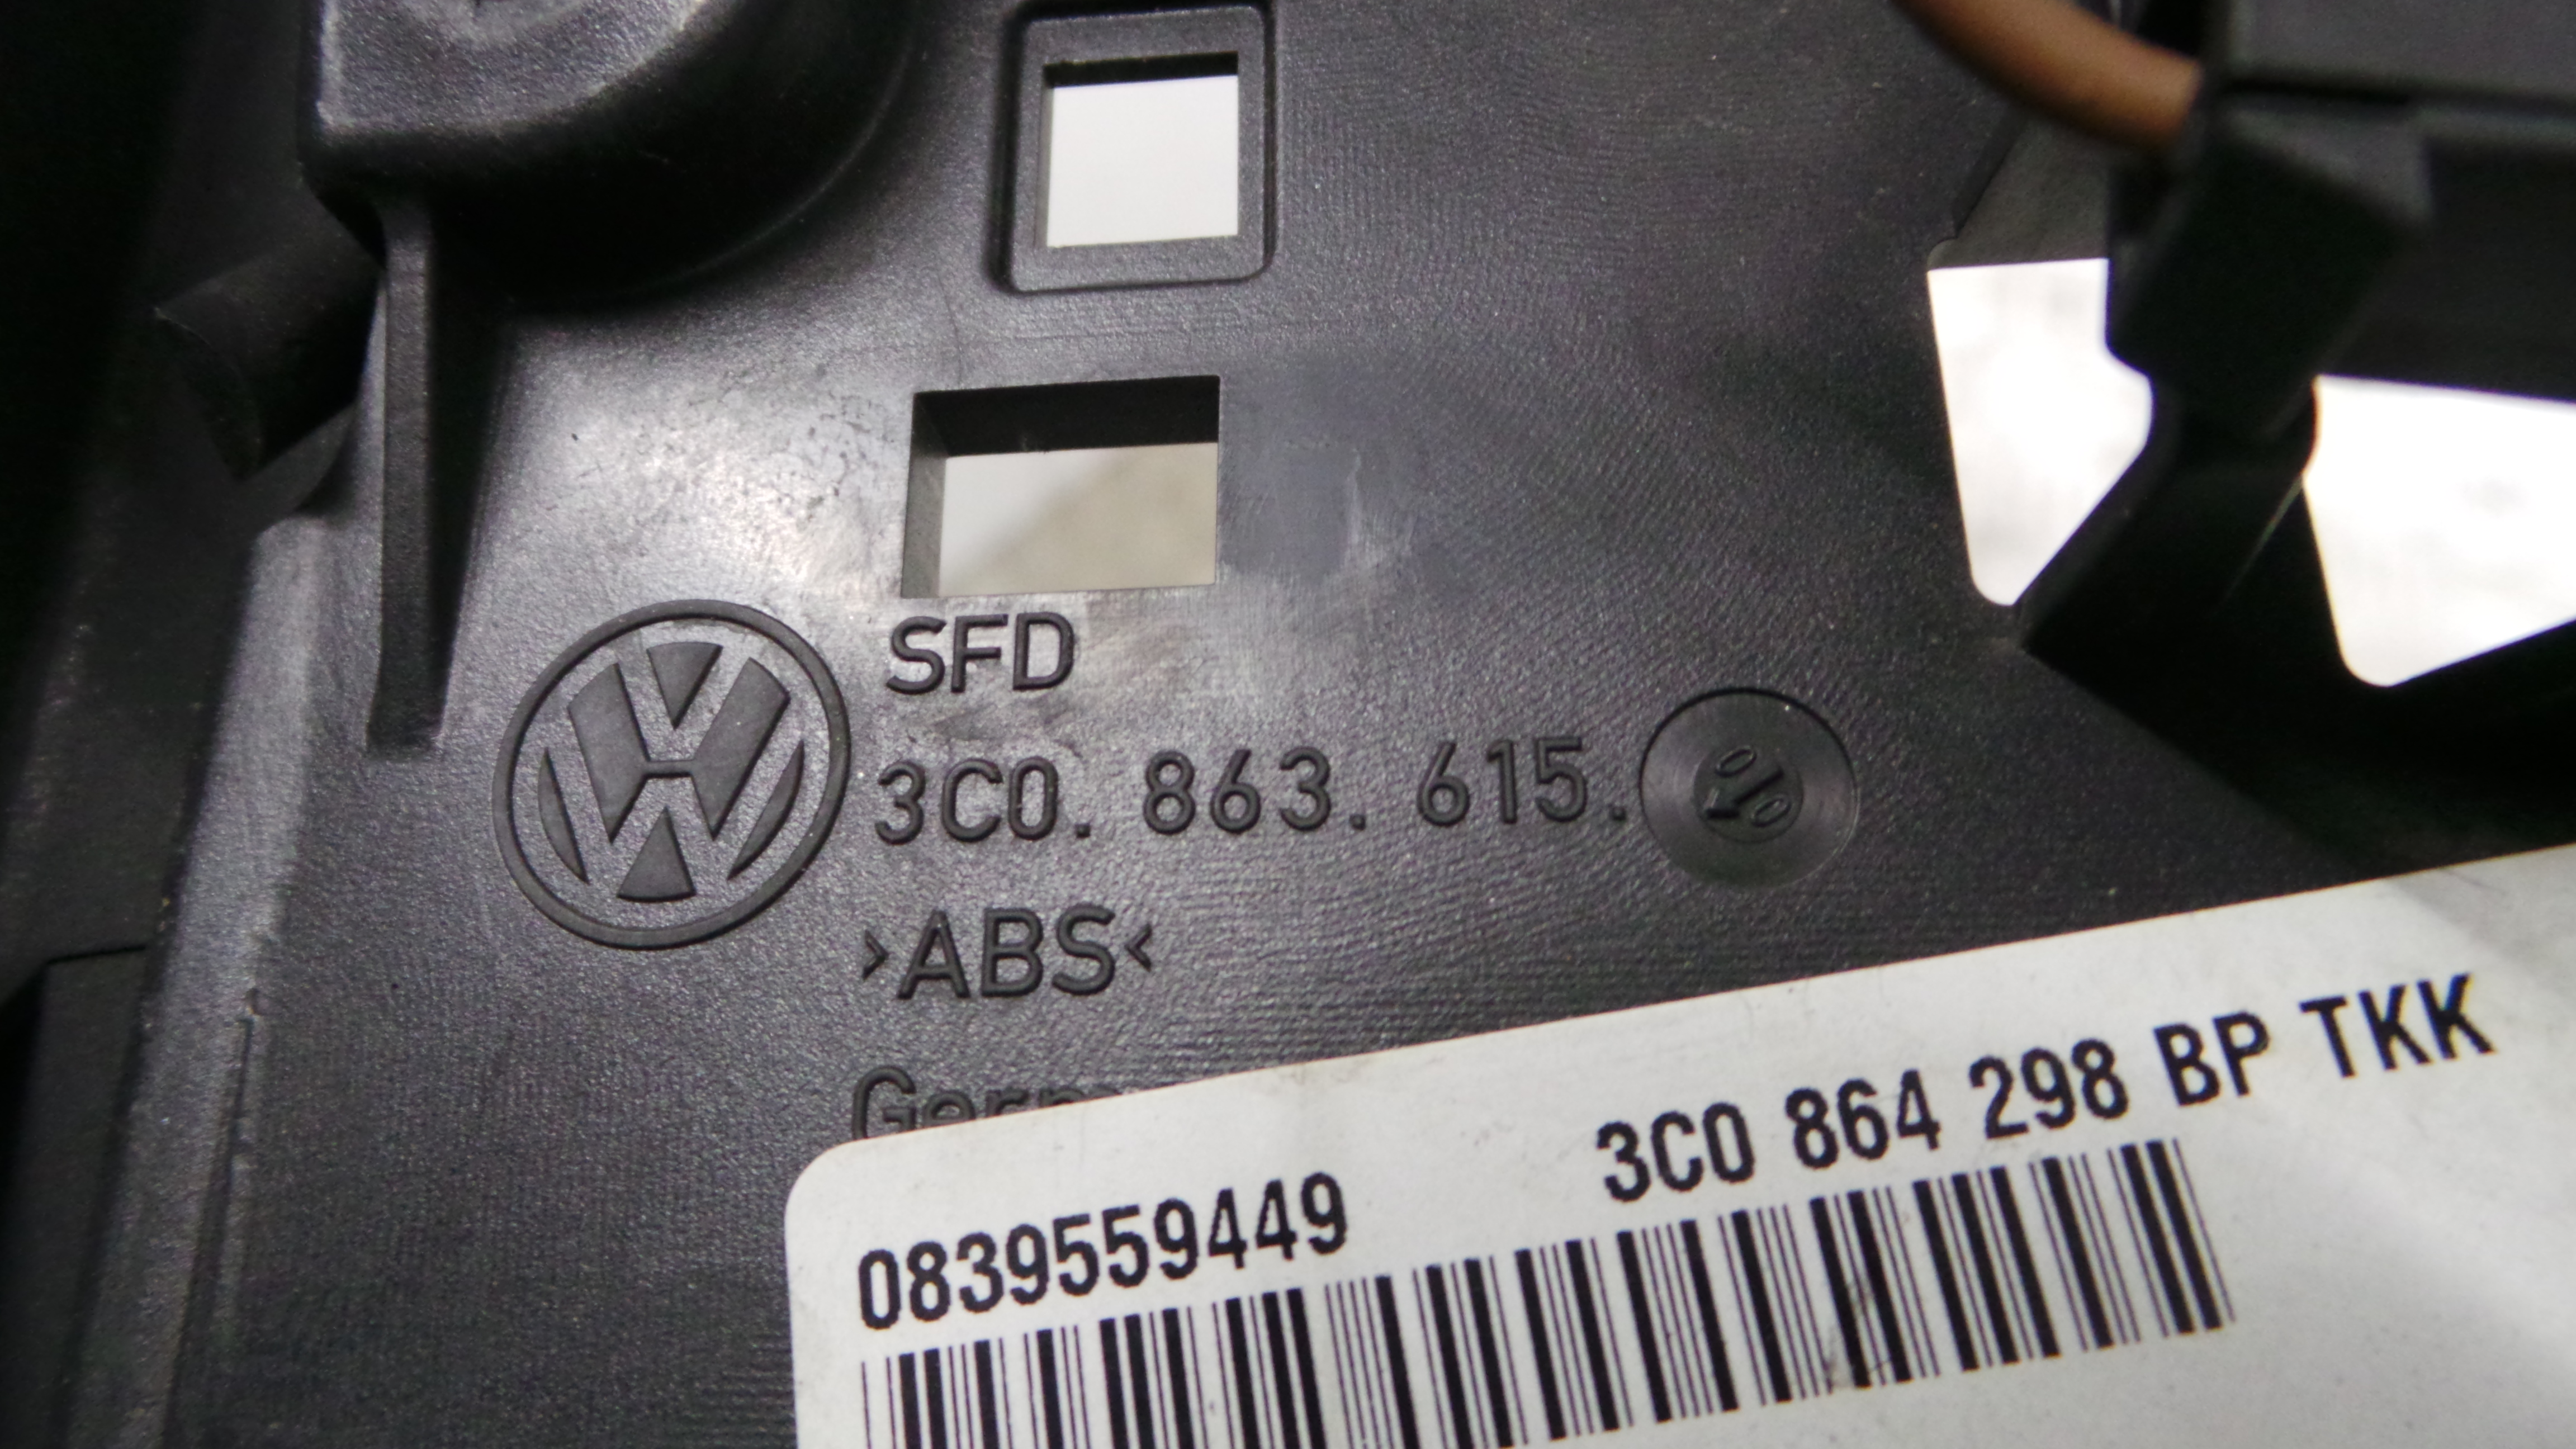 SFD
3C0. 863. 615.
>ABS<
0839559449 3C0 864 298 BP TKK